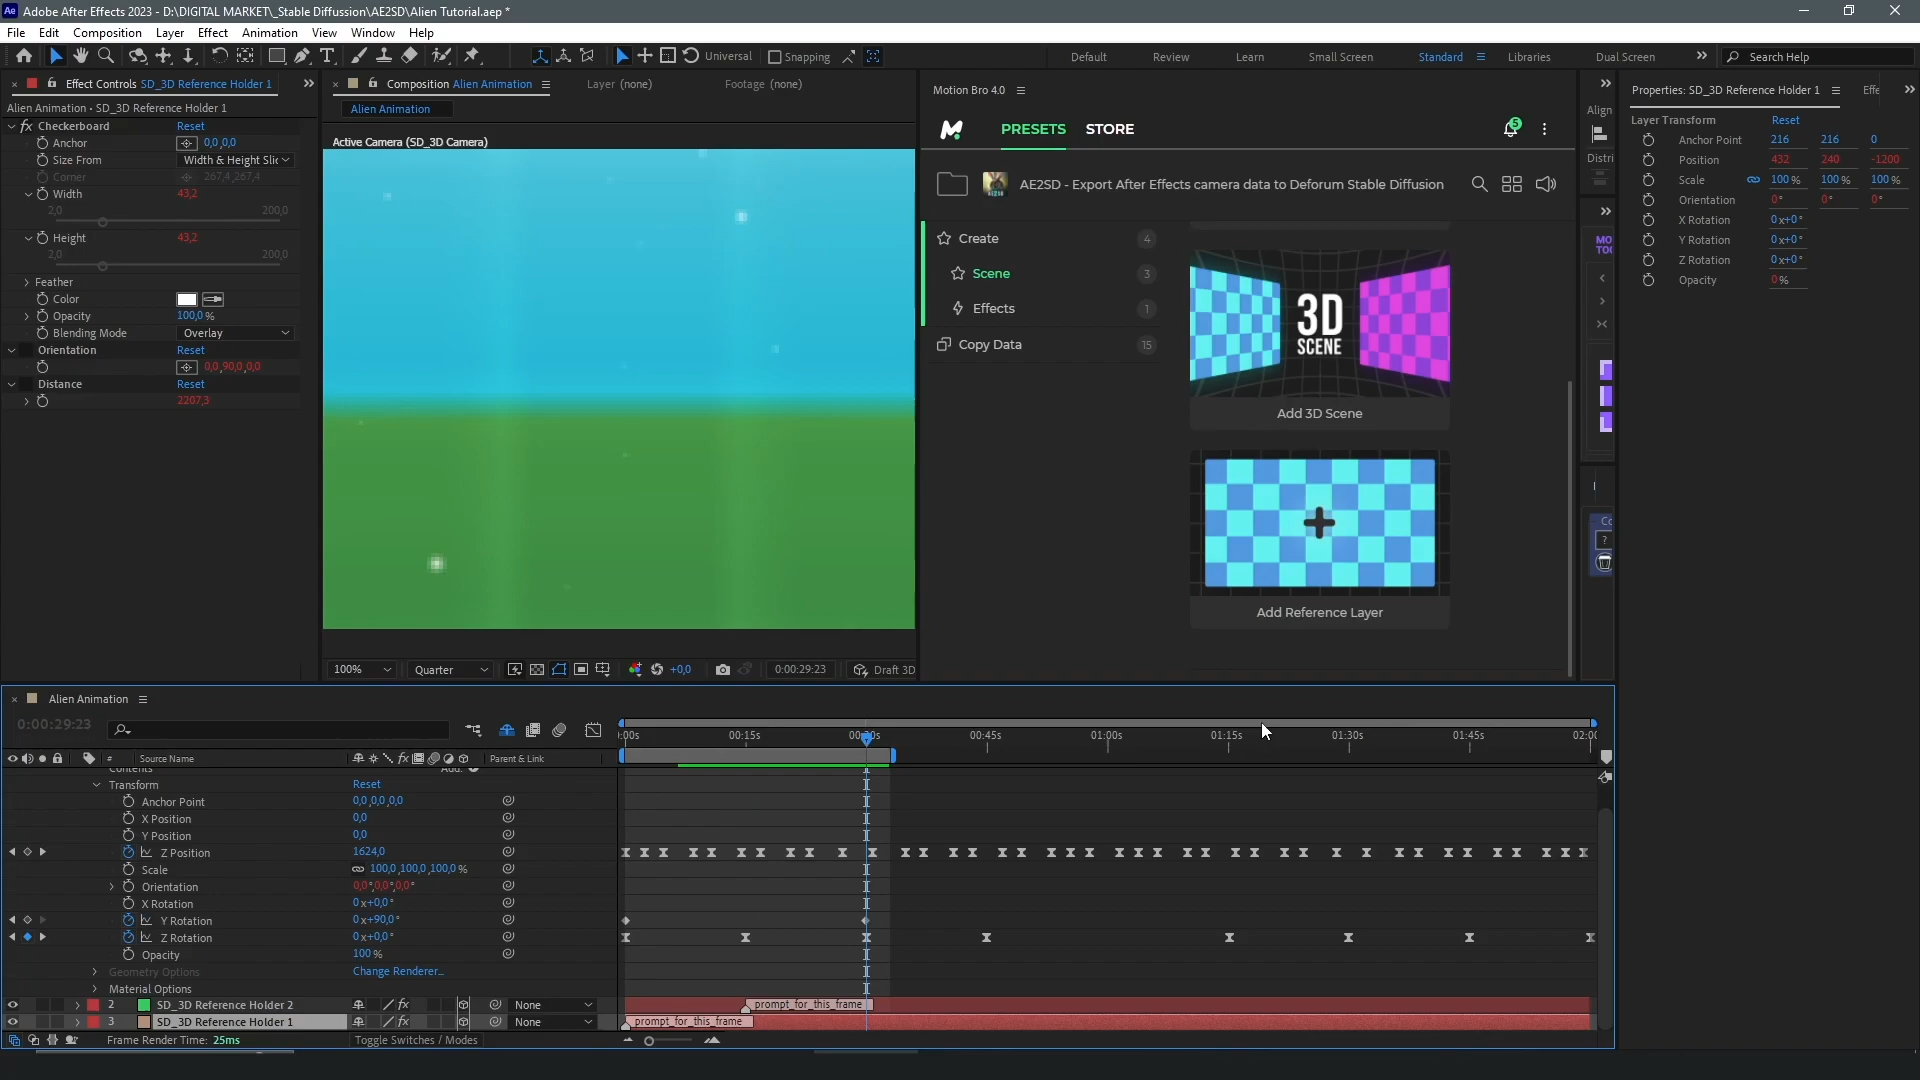 Adobe After Effects 2023 - D:\DIGITAL MARKET\_Stable Diffussion\AE2SD\Alien Tutorial.aep *
File Edit Composition Layer Effect Animation View Window Help
Universal Snapping Default Review Learn Small Screen Standard Libraries Dual Screen Search Help
Effect Controls SD_3D Reference Holder 1
Alien Animation • SD_3D Reference Holder 1
fx Checkerboard Reset
Anchor 0,0,0,0
Size From Width & Height Slic
Corner 267,4,267,4
Width 43,2
2,0 200,0
Height 43,2
2,0 200,0
Feather
Color
Opacity 100,0 %
Blending Mode Overlay
Orientation Reset
0,0,90,0,0,0
Distance Reset
2207,3
Composition Alien Animation Layer (none) Footage (none)
Alien Animation
Active Camera (SD_3D Camera)
100% Quarter +0,0 0:00:29:23 Draft 3D
Motion Bro 4.0
PRESETS STORE 5
AE2SD - Export After Effects camera data to Deforum Stable Diffusion
Create 4
Scene 3
Effects 1
Copy Data 15
3D
SCENE
Add 3D Scene
Add Reference Layer
Align
Distri
MO
TOO
Co
?
Properties: SD_3D Reference Holder 1 Effe
Layer Transform Reset
Anchor Point 216 216 0
Position 432 240 -1200
Scale 100 % 100 % 100 %
Orientation 0° 0° 0°
X Rotation 0x+0°
Y Rotation 0x+0°
Z Rotation 0x+0°
Opacity 0%
Alien Animation
0:00:29:23
:00s 00:15s 00:30s 00:45s 01:00s 01:15s 01:30s 01:45s 02:00
# Source Name fx Parent & Link
Contents Add:
Transform Reset
Anchor Point 0,0,0,0,0,0
X Position 0,0
Y Position 0,0
Z Position 1624,0
Scale 100,0,100,0,100,0 %
Orientation 0,0°,0,0°,0,0°
X Rotation 0x+0,0°
Y Rotation 0x+90,0°
Z Rotation 0x+0,0°
Opacity 100 %
Geometry Options Change Renderer...
Material Options
2 SD_3D Reference Holder 2 fx None prompt_for_this_frame
3 SD_3D Reference Holder 1 fx None prompt_for_this_frame
Frame Render Time: 25ms Toggle Switches / Modes